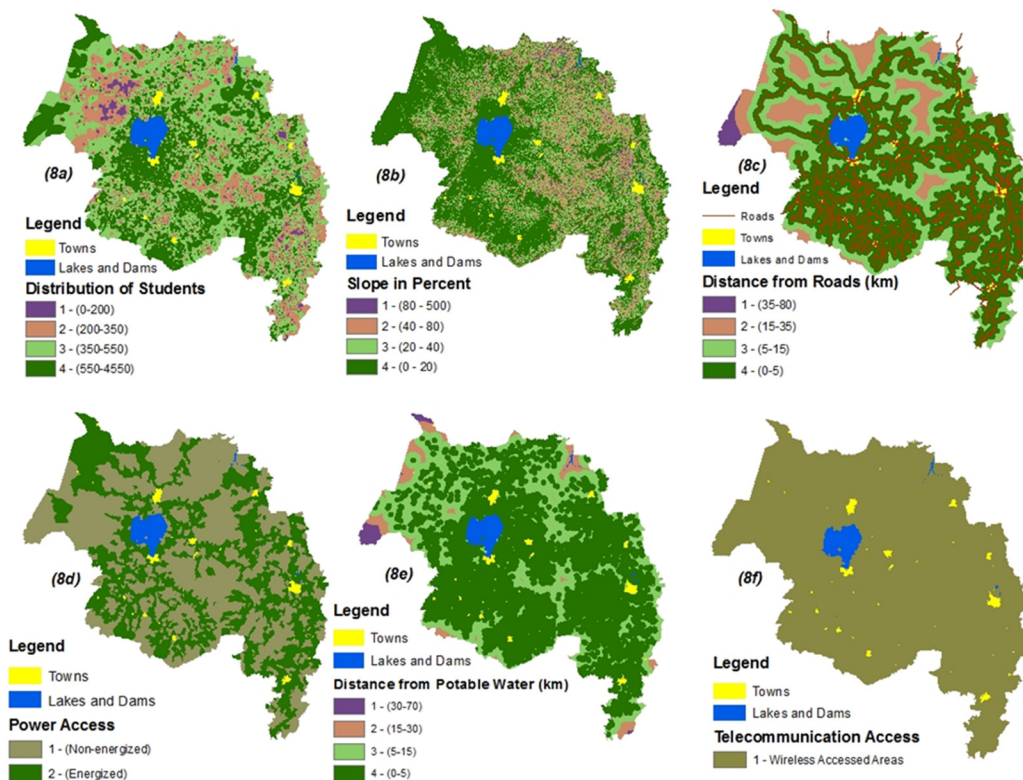 (8a)
Legend
Towns
Lakes and Dams
Distribution of Students
1 - (0-200)
2 - (200-350)
3 - (350-550)
4 - (550-4550)
(8b)
Legend
Towns
Lakes and Dams
Slope in Percent
1 - (80 - 500)
2 - (40 - 80)
3 - (20 - 40)
4 - (0 - 20)
(8c)
Legend
Roads
Towns
Lakes and Dams
Distance from Roads (km)
1 - (35-80)
2 - (15-35)
3 - (5-15)
4 - (0-5)
(8d)
Legend
Towns
Lakes and Dams
Power Access
1 - (Non-energized)
2 - (Energized)
(8e)
Legend
Towns
Lakes and Dams
Distance from Potable Water (km)
1 - (30-70)
2 - (15-30)
3 - (5-15)
4 - (0-5)
(8f)
Legend
Towns
Lakes and Dams
Telecommunication Access
1 - Wireless Accessed Areas